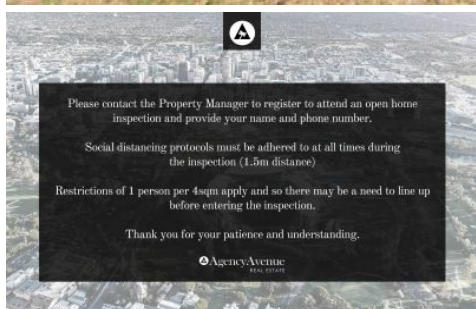 Please contact the Property Manager to register to attend an open home
inspection and provide your name and phone number.
Social distancing protocols must be adhered to at all times during
the inspection (1.5m distance)
Restrictions of 1 person per 4sqm apply and so there may be a need to line up
before entering the inspection.
Thank you for your patience and understanding.
AgencyAvenue
REAL ESTATE